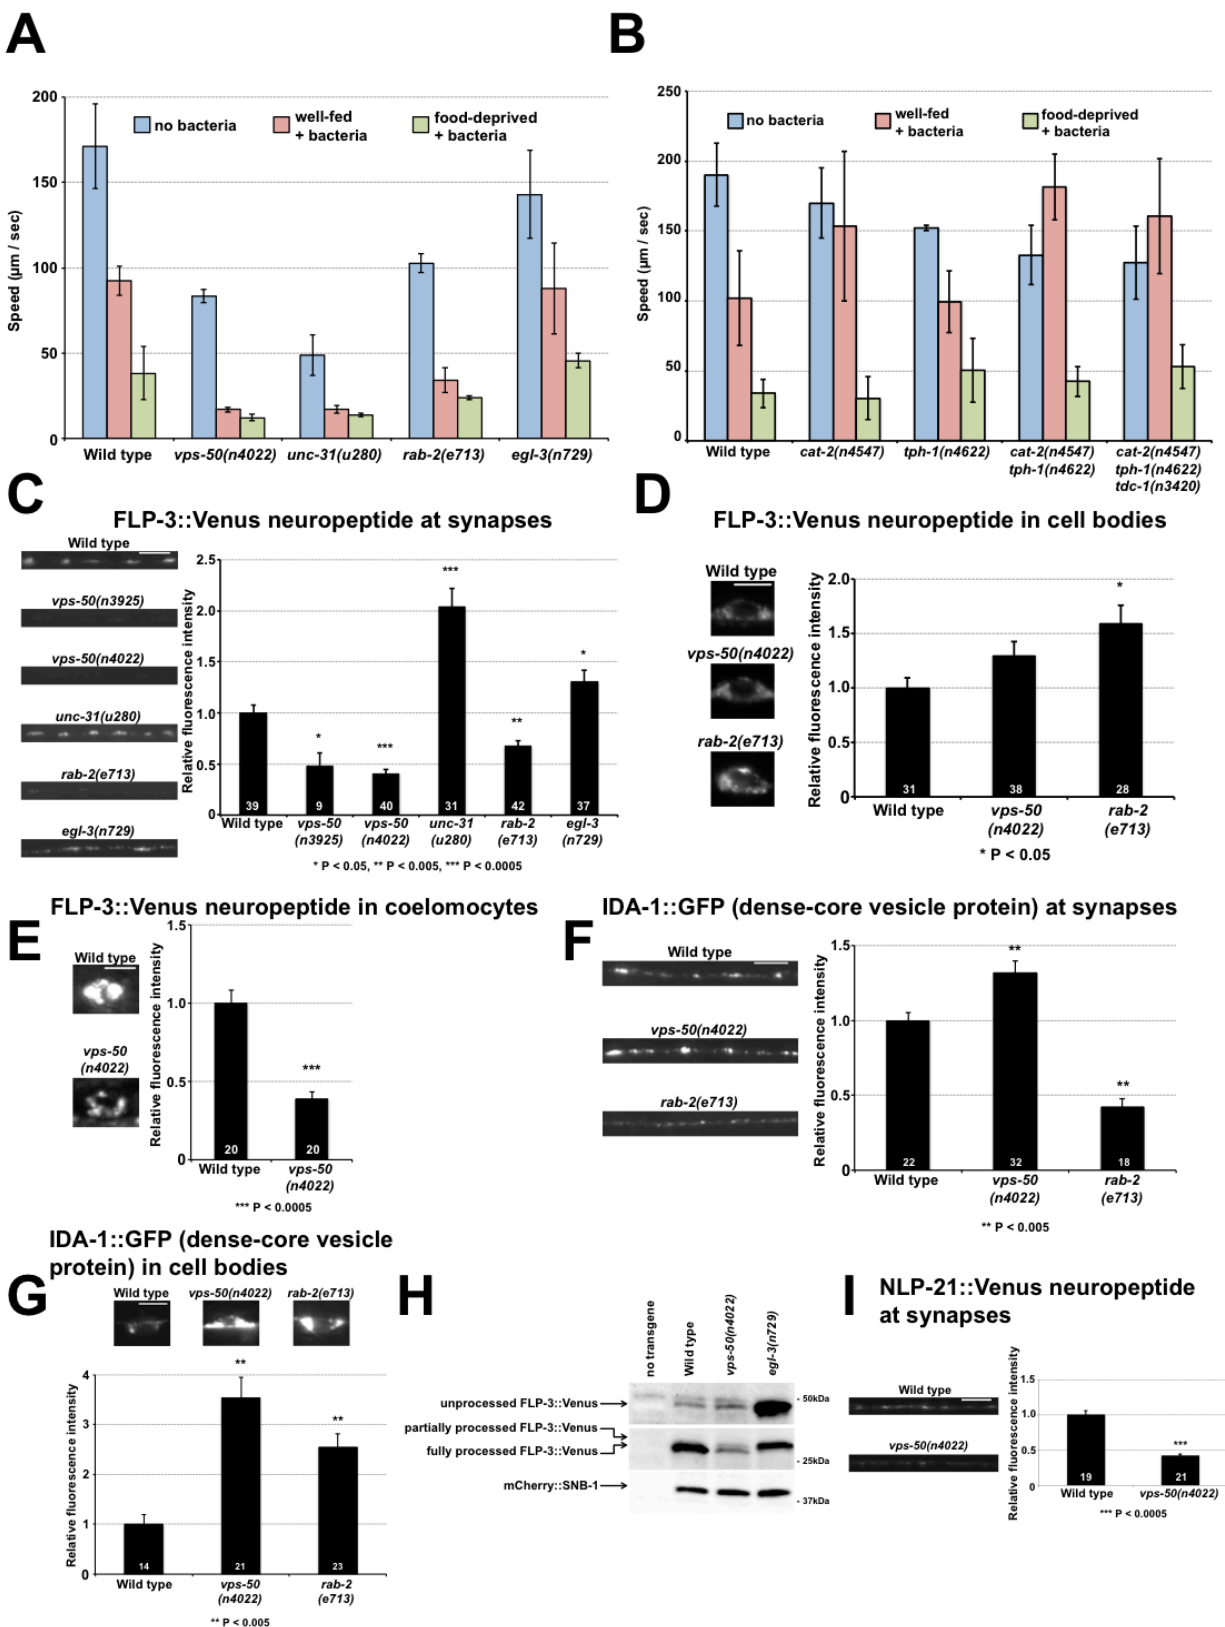 A
B
200
150
100
50
0
Speed (µm / sec)
no bacteria
well-fed
+ bacteria
food-deprived
+ bacteria
Wild type
vps-50(n4022)
unc-31(u280)
rab-2(e713)
egl-3(n729)
250
200
150
100
50
0
Speed (µm / sec)
no bacteria
well-fed
+ bacteria
food-deprived
+ bacteria
Wild type
cat-2(n4547)
tph-1(n4622)
cat-2(n4547)
tph-1(n4622)
cat-2(n4547)
tph-1(n4622)
tdc-1(n3420)
C
FLP-3::Venus neuropeptide at synapses
Wild type
vps-50(n3925)
vps-50(n4022)
unc-31(u280)
rab-2(e713)
egl-3(n729)
Relative fluorescence intensity
2.5
2.0
1.5
1.0
0.5
0
*
***
***
**
*
39
9
40
31
42
37
Wild type
vps-50
(n3925)
vps-50
(n4022)
unc-31
(u280)
rab-2
(e713)
egl-3
(n729)
* P < 0.05, ** P < 0.005, *** P < 0.0005
D
FLP-3::Venus neuropeptide in cell bodies
Wild type
vps-50(n4022)
rab-2(e713)
Relative fluorescence intensity
2.0
1.5
1.0
0.5
0
*
31
38
28
Wild type
vps-50
(n4022)
rab-2
(e713)
* P < 0.05
E
FLP-3::Venus neuropeptide in coelomocytes
Wild type
vps-50
(n4022)
Relative fluorescence intensity
1.5
1.0
0.5
0
***
20
20
Wild type
vps-50
(n4022)
*** P < 0.0005
F
IDA-1::GFP (dense-core vesicle protein) at synapses
Wild type
vps-50(n4022)
rab-2(e713)
Relative fluorescence intensity
1.5
1.0
0.5
0
**
**
22
32
18
Wild type
vps-50
(n4022)
rab-2
(e713)
** P < 0.005
G
IDA-1::GFP (dense-core vesicle
protein) in cell bodies
Wild type
vps-50(n4022)
rab-2(e713)
Relative fluorescence intensity
4
3
2
1
0
**
**
14
21
23
Wild type
vps-50
(n4022)
rab-2
(e713)
** P < 0.005
H
no transgene
Wild type
vps-50(n4022)
egl-3(n729)
unprocessed FLP-3::Venus
partially processed FLP-3::Venus
fully processed FLP-3::Venus
mCherry::SNB-1
- 50kDa
- 25kDa
- 37kDa
I
NLP-21::Venus neuropeptide
at synapses
Wild type
vps-50(n4022)
Relative fluorescence intensity
1.5
1.0
0.5
0
***
19
21
Wild type
vps-50(n4022)
*** P < 0.0005